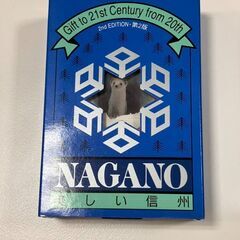 Gift to 21st Century from 20th
2nd EDITION・第2版
NAGANO
しい信州